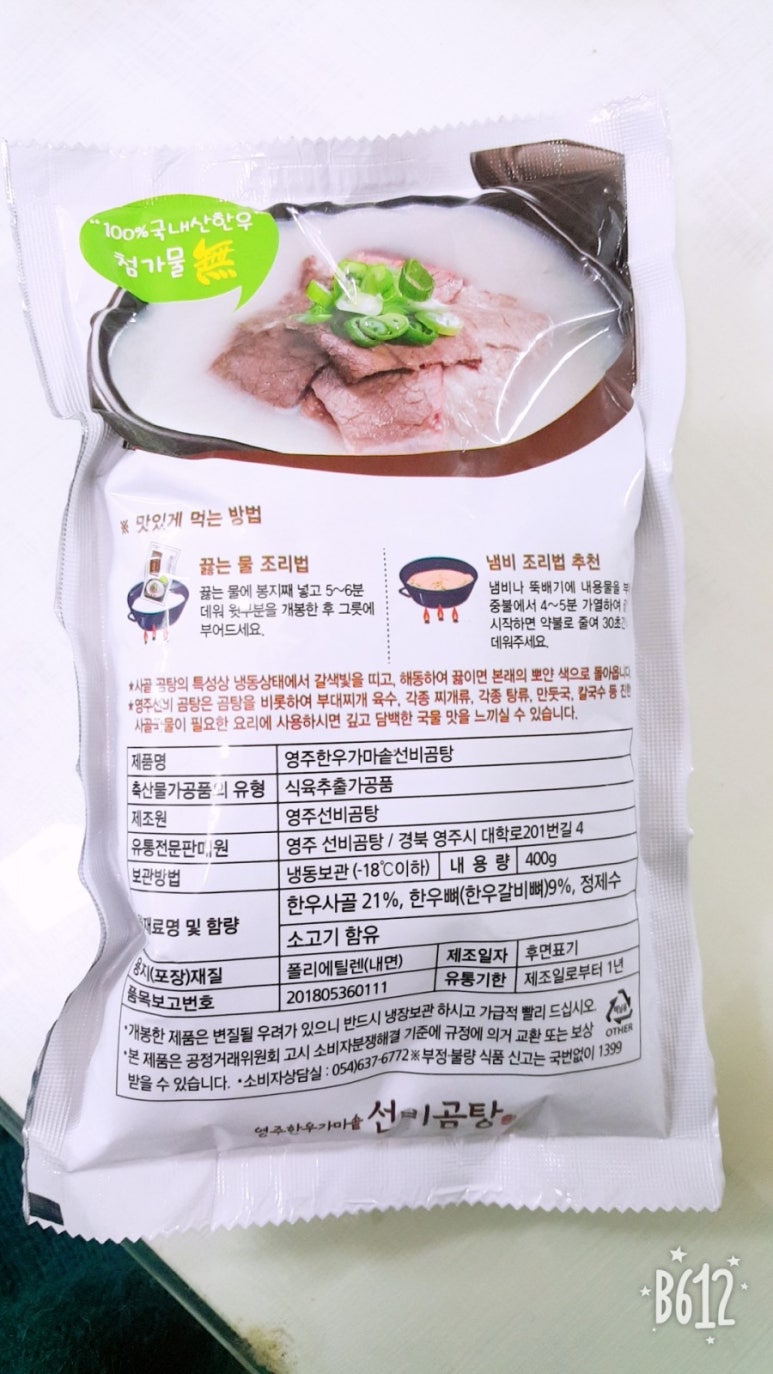 "100%국내산한우"
첨가물 無
※ 맛있게 먹는 방법
끓는 물 조리법
끓는 물에 봉지째 넣고 5~6분
데워 윗부분을 개봉한 후 그릇에
부어드세요.
냄비 조리법 추천
냄비나 뚝배기에 내용물을
중불에서 4~5분 가열하여
시작하면 약불로 줄여 30초간
데워주세요.
*사골 곰탕의 특성상 냉동상태에서 갈색빛을 띠고, 해동하여 끓이면 본래의 뽀얀 색으로 돌아옵니다
*영주선비 곰탕은 곰탕을 비롯하여 부대찌개 육수, 각종 찌개류, 각종 탕류, 만둣국, 칼국수 등 진한
사골국물이 필요한 요리에 사용하시면 깊고 담백한 국물 맛을 느끼실 수 있습니다.
제품명 영주한우가마솥선비곰탕
축산물가공품의 유형 식육추출가공품
제조원 영주선비곰탕
유통전문판매원 영주 선비곰탕 / 경북 영주시 대학로201번길 4
보관방법 냉동보관 (-18℃이하) 내 용 량 400g
재료명 및 함량 한우사골 21%, 한우뼈(한우갈비뼈)9%, 정제수
소고기 함유
용지(포장)재질 폴리에틸렌(내면) 제조일자 후면표기
품목보고번호 201805360111 유통기한 제조일로부터 1년
•개봉한 제품은 변질될 우려가 있으니 반드시 냉장보관 하시고 가급적 빨리 드십시오.
•본 제품은 공정거래위원회 고시 소비자분쟁해결 기준에 규정에 의거 교환 또는 보상
받을 수 있습니다. •소비자상담실 : 054)637-6772 ※부정·불량 식품 신고는 국번없이 1399
OTHER
영주한우가마솥 선비곰탕
B612